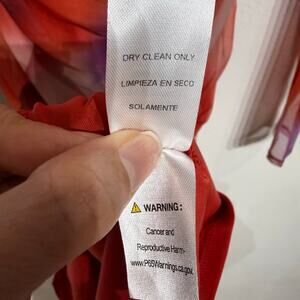 DRY CLEAN ONLY
LIMPIEZA EN SECO
SOLAMENTE
⚠ WARNING:
Cancer and
Reproductive Harm-
www.P65Warnings.ca.gov.